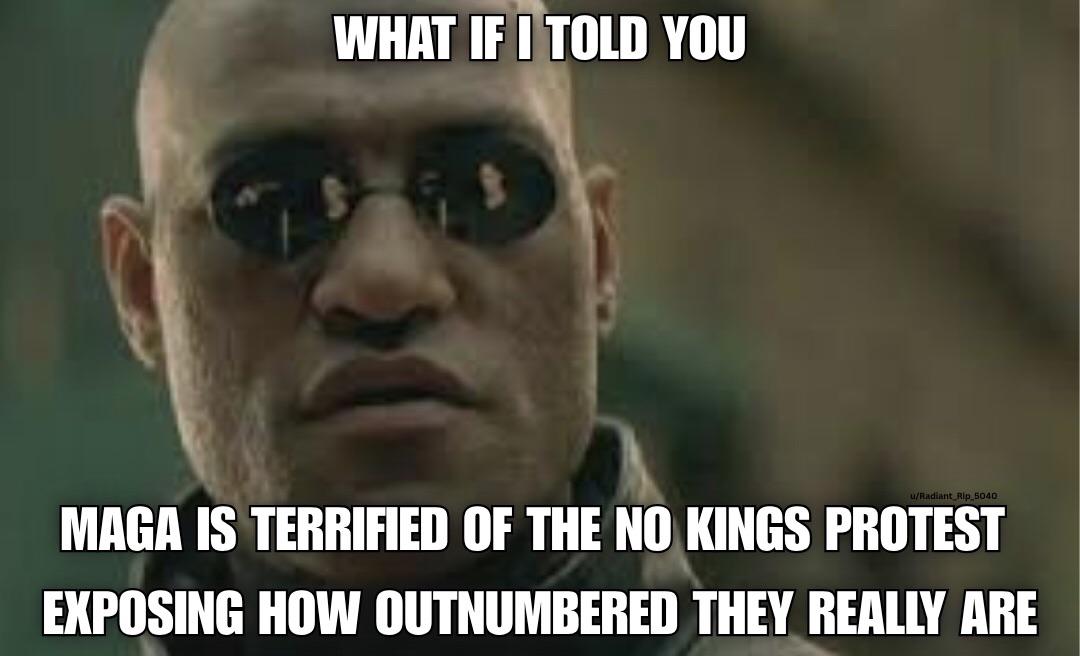 WHAT IF I TOLD YOU
u/Radiant_Rip_5040
MAGA IS TERRIFIED OF THE NO KINGS PROTEST
EXPOSING HOW OUTNUMBERED THEY REALLY ARE